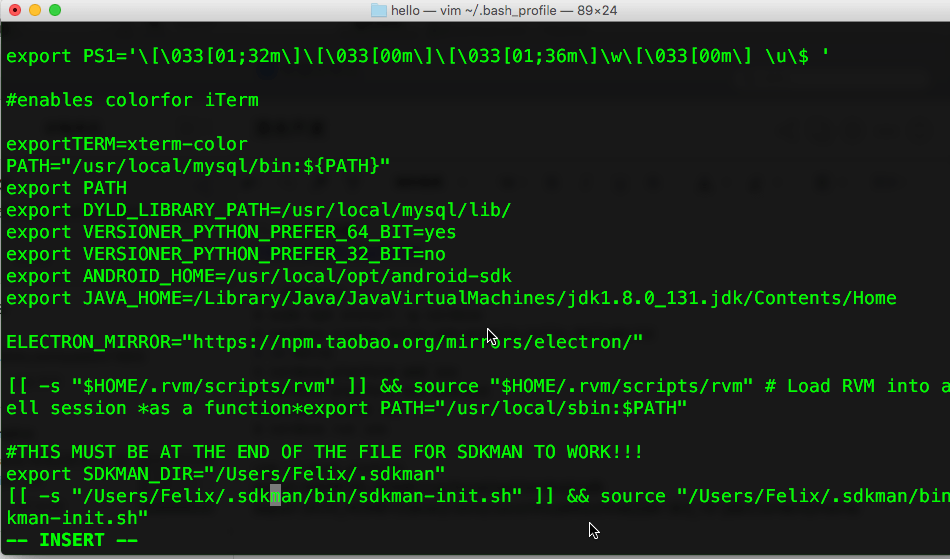 hello — vim ~/.bash_profile — 89×24
export PS1='\[\033[01;32m\]\[\033[00m\]\[\033[01;36m\]\w\[\033[00m\] \u\$ '
#enables colorfor iTerm
exportTERM=xterm-color
PATH="/usr/local/mysql/bin:${PATH}"
export PATH
export DYLD_LIBRARY_PATH=/usr/local/mysql/lib/
export VERSIONER_PYTHON_PREFER_64_BIT=yes
export VERSIONER_PYTHON_PREFER_32_BIT=no
export ANDROID_HOME=/usr/local/opt/android-sdk
export JAVA_HOME=/Library/Java/JavaVirtualMachines/jdk1.8.0_131.jdk/Contents/Home
ELECTRON_MIRROR="https://npm.taobao.org/mirrors/electron/"
[[ -s "$HOME/.rvm/scripts/rvm" ]] && source "$HOME/.rvm/scripts/rvm" # Load RVM into a
ell session *as a function*export PATH="/usr/local/sbin:$PATH"
#THIS MUST BE AT THE END OF THE FILE FOR SDKMAN TO WORK!!!
export SDKMAN_DIR="/Users/Felix/.sdkman"
[[ -s "/Users/Felix/.sdkman/bin/sdkman-init.sh" ]] && source "/Users/Felix/.sdkman/bin
kman-init.sh"
-- INSERT --